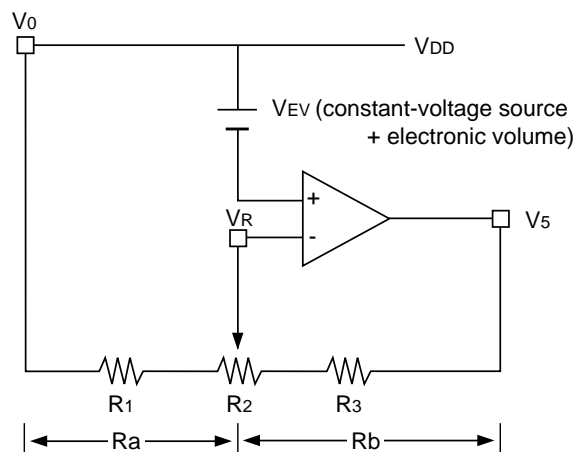 V0
VDD
VEV (constant-voltage source
+ electronic volume)
+
VR
-
V5
R1
R2
R3
Ra
Rb